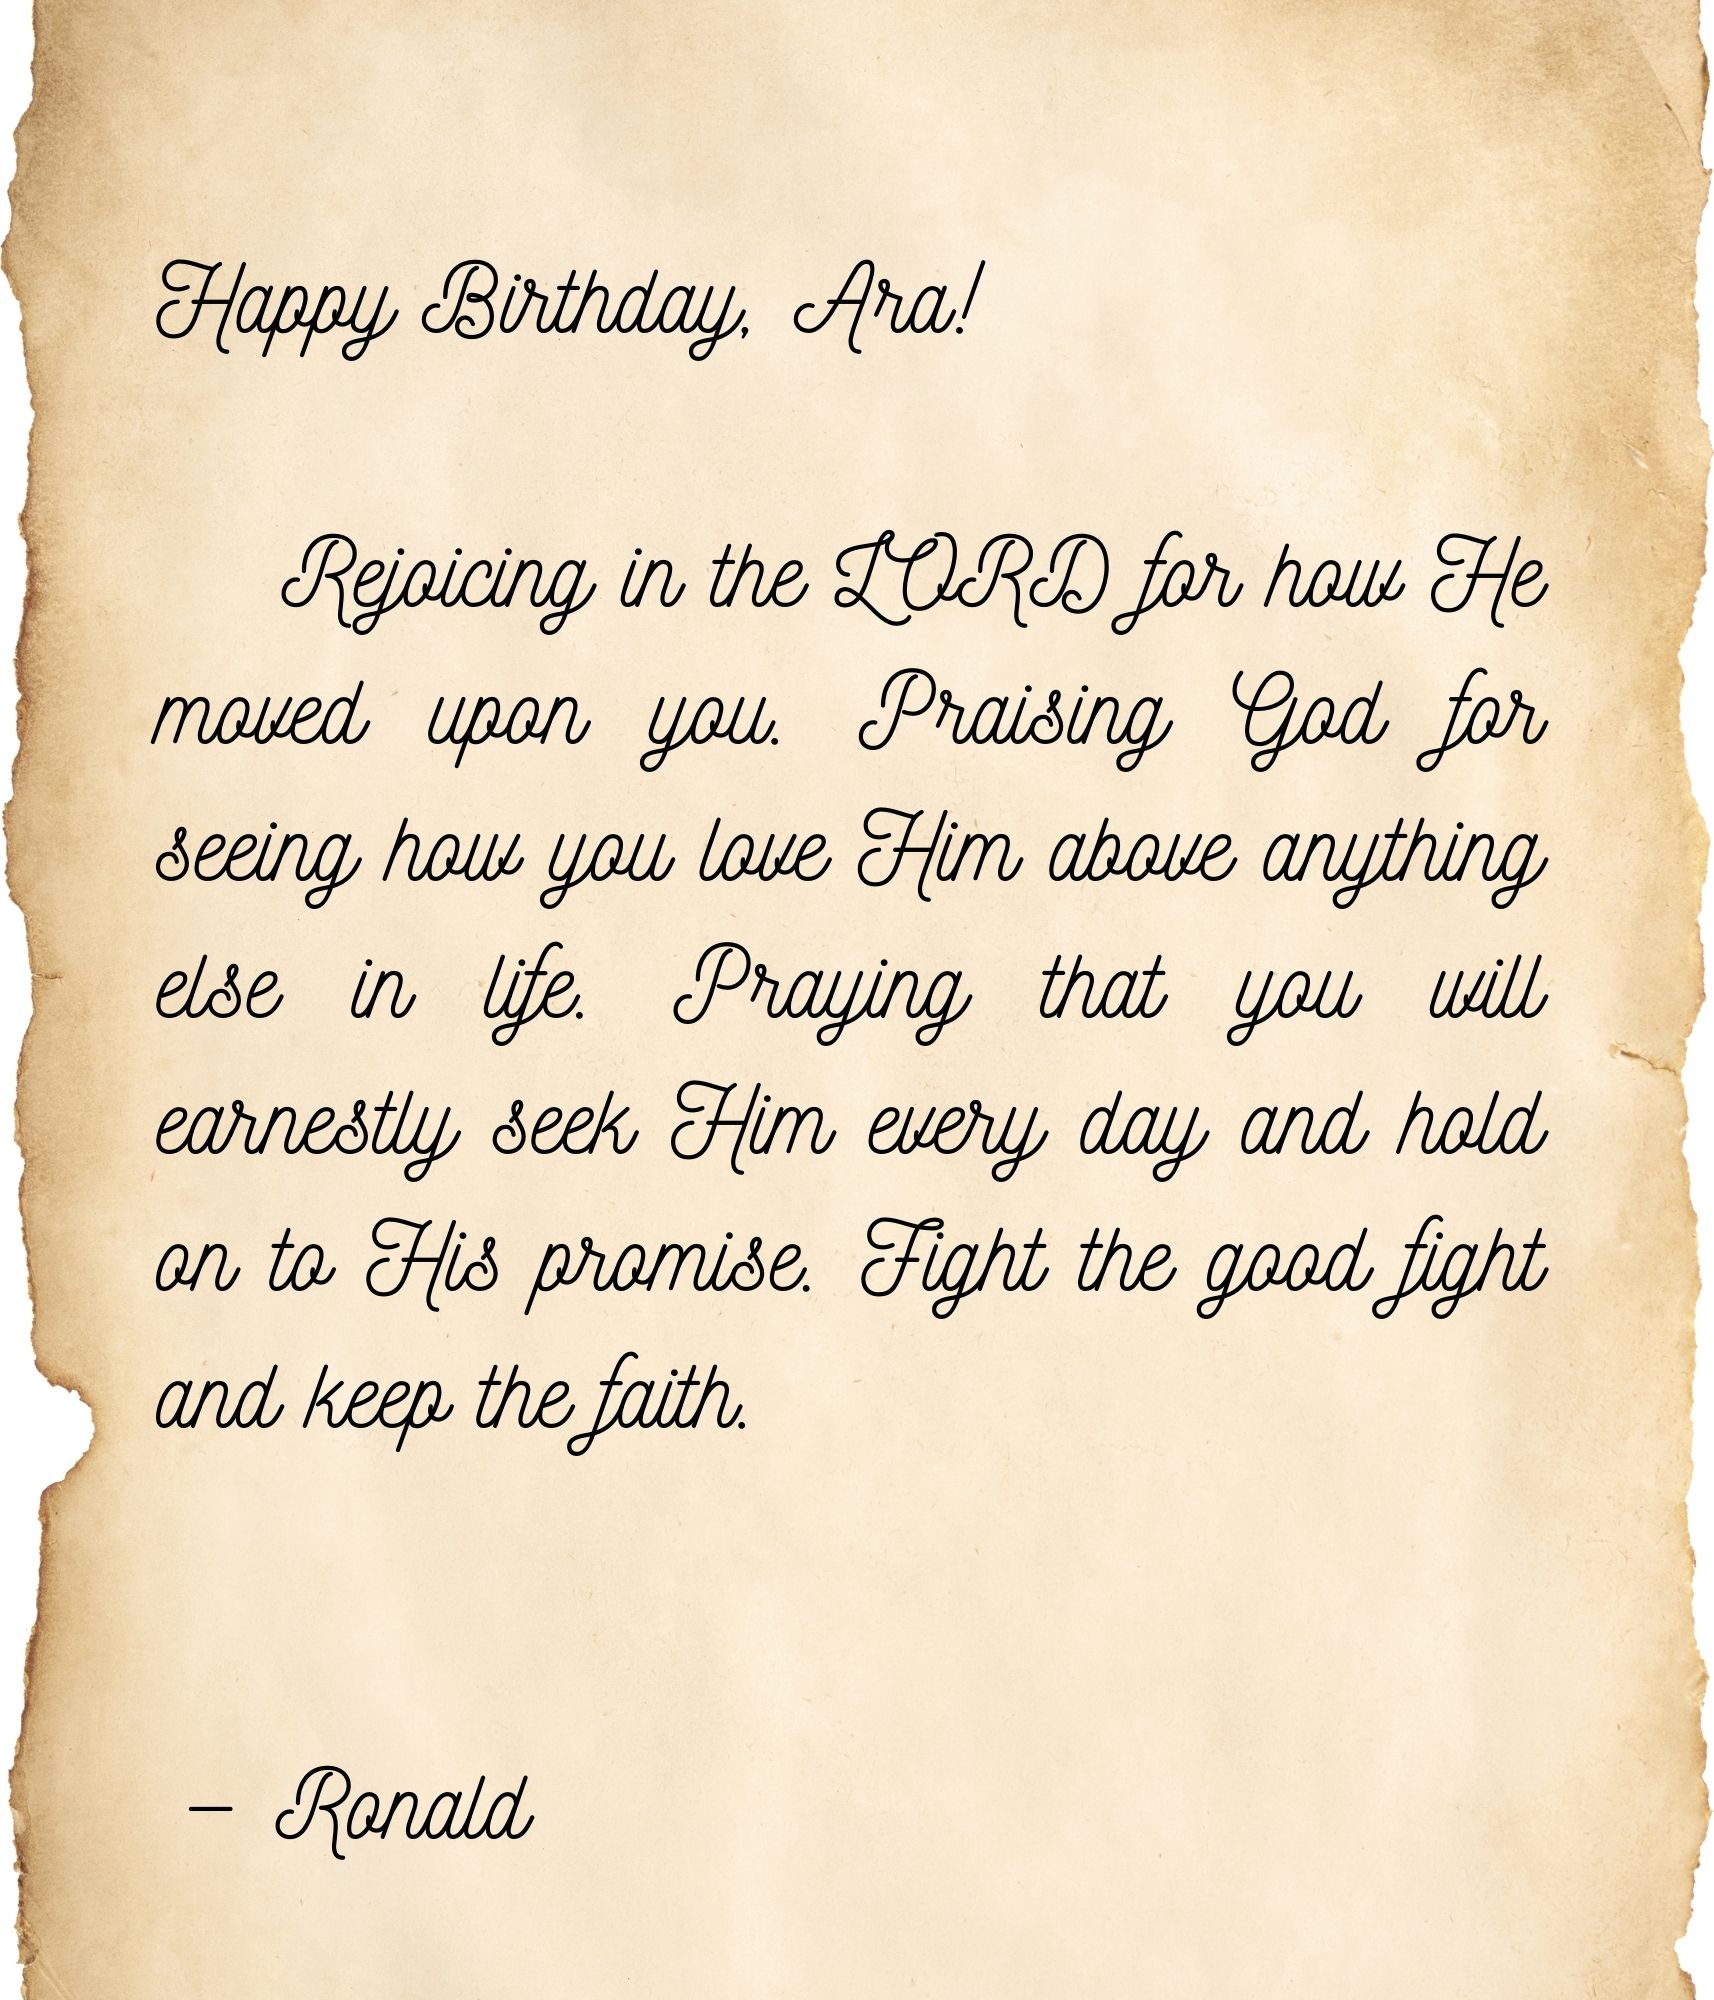 Happy Birthday, Ara!
Rejoicing in the LORD for how He
moved upon you. Praising God for
seeing how you love Him above anything
else in life. Praying that you will
earnestly seek Him every day and hold
on to His promise. Fight the good fight
and keep the faith.
– Ronald